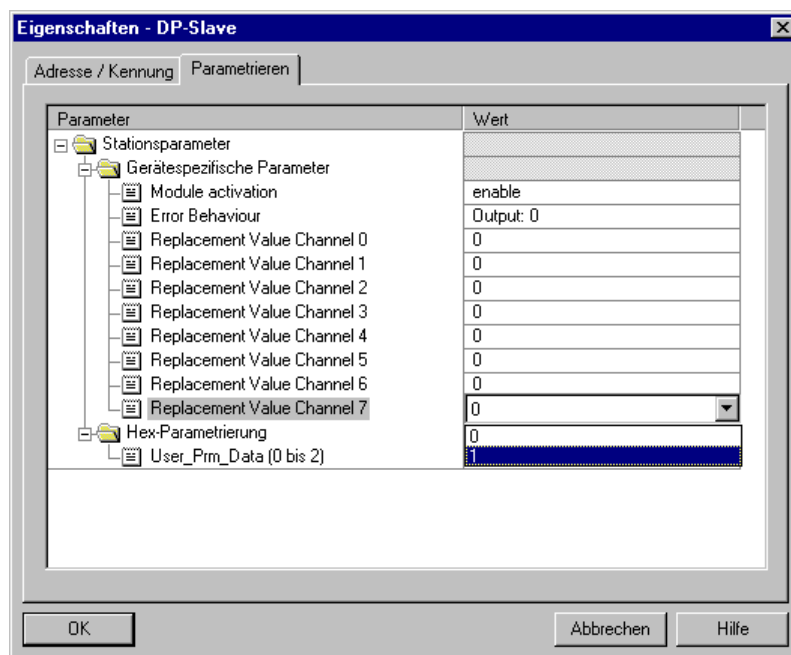 Eigenschaften - DP-Slave
Adresse / Kennung Parametrieren
Parameter Wert
Stationsparameter
Gerätespezifische Parameter
Module activation enable
Error Behaviour Output: 0
Replacement Value Channel 0 0
Replacement Value Channel 1 0
Replacement Value Channel 2 0
Replacement Value Channel 3 0
Replacement Value Channel 4 0
Replacement Value Channel 5 0
Replacement Value Channel 6 0
Replacement Value Channel 7 0
Hex-Parametrierung 0
User_Prm_Data (0 bis 2) 1
OK Abbrechen Hilfe